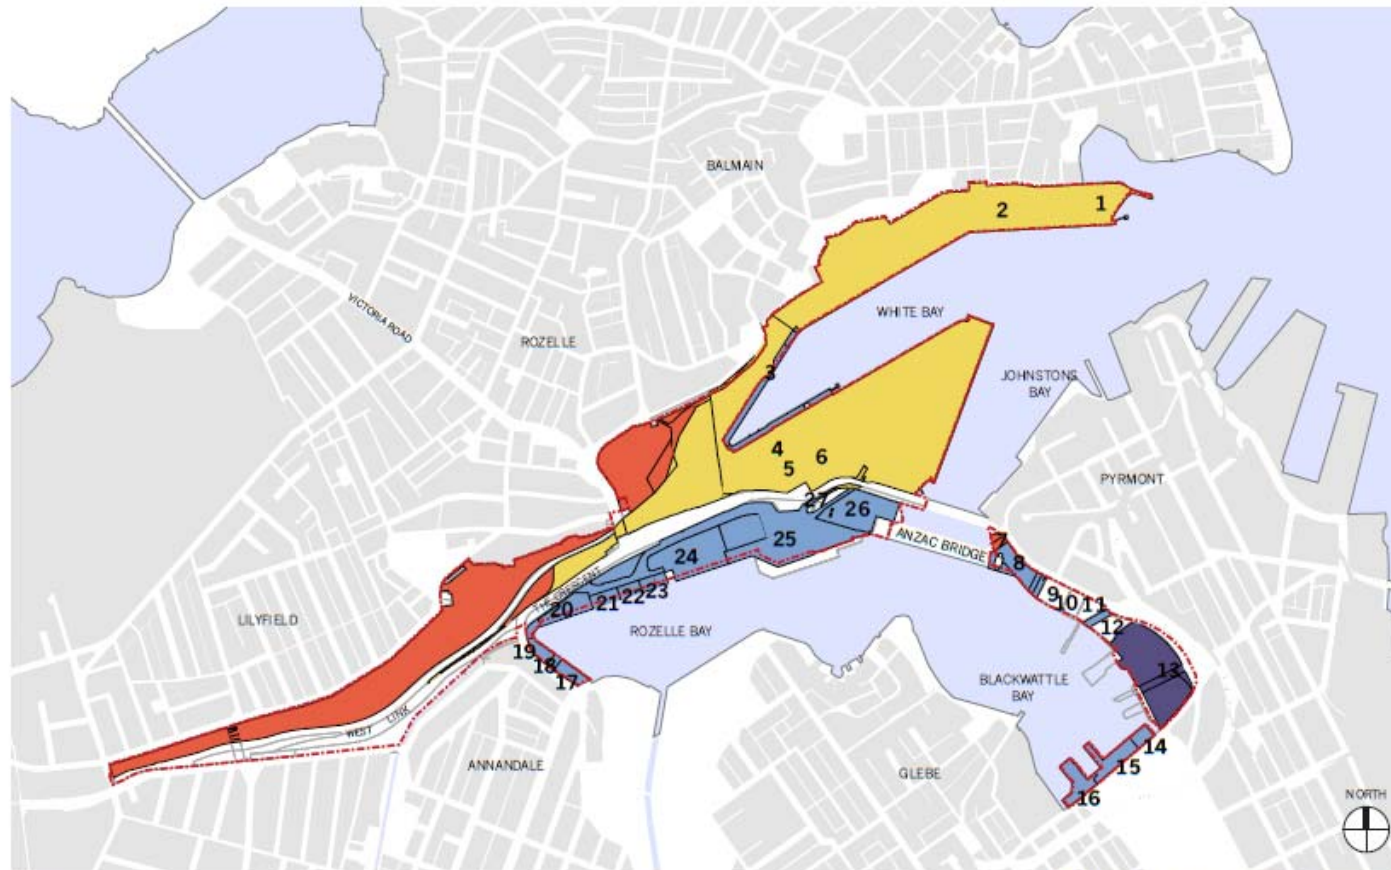 BALMAIN
1
2
WHITE BAY
VICTORIA ROAD
ROZELLE
3
JOHNSTONS
BAY
4
5
6
PYRMONT
27
26
25
24
ANZAC BRIDGE
7
8
9
10
11
12
THE CRESCENT
23
22
21
20
LILYFIELD
ROZELLE BAY
19
18
17
BLACKWATTLE
BAY
13
WEST LINK
14
15
16
ANNANDALE
GLEBE
NORTH